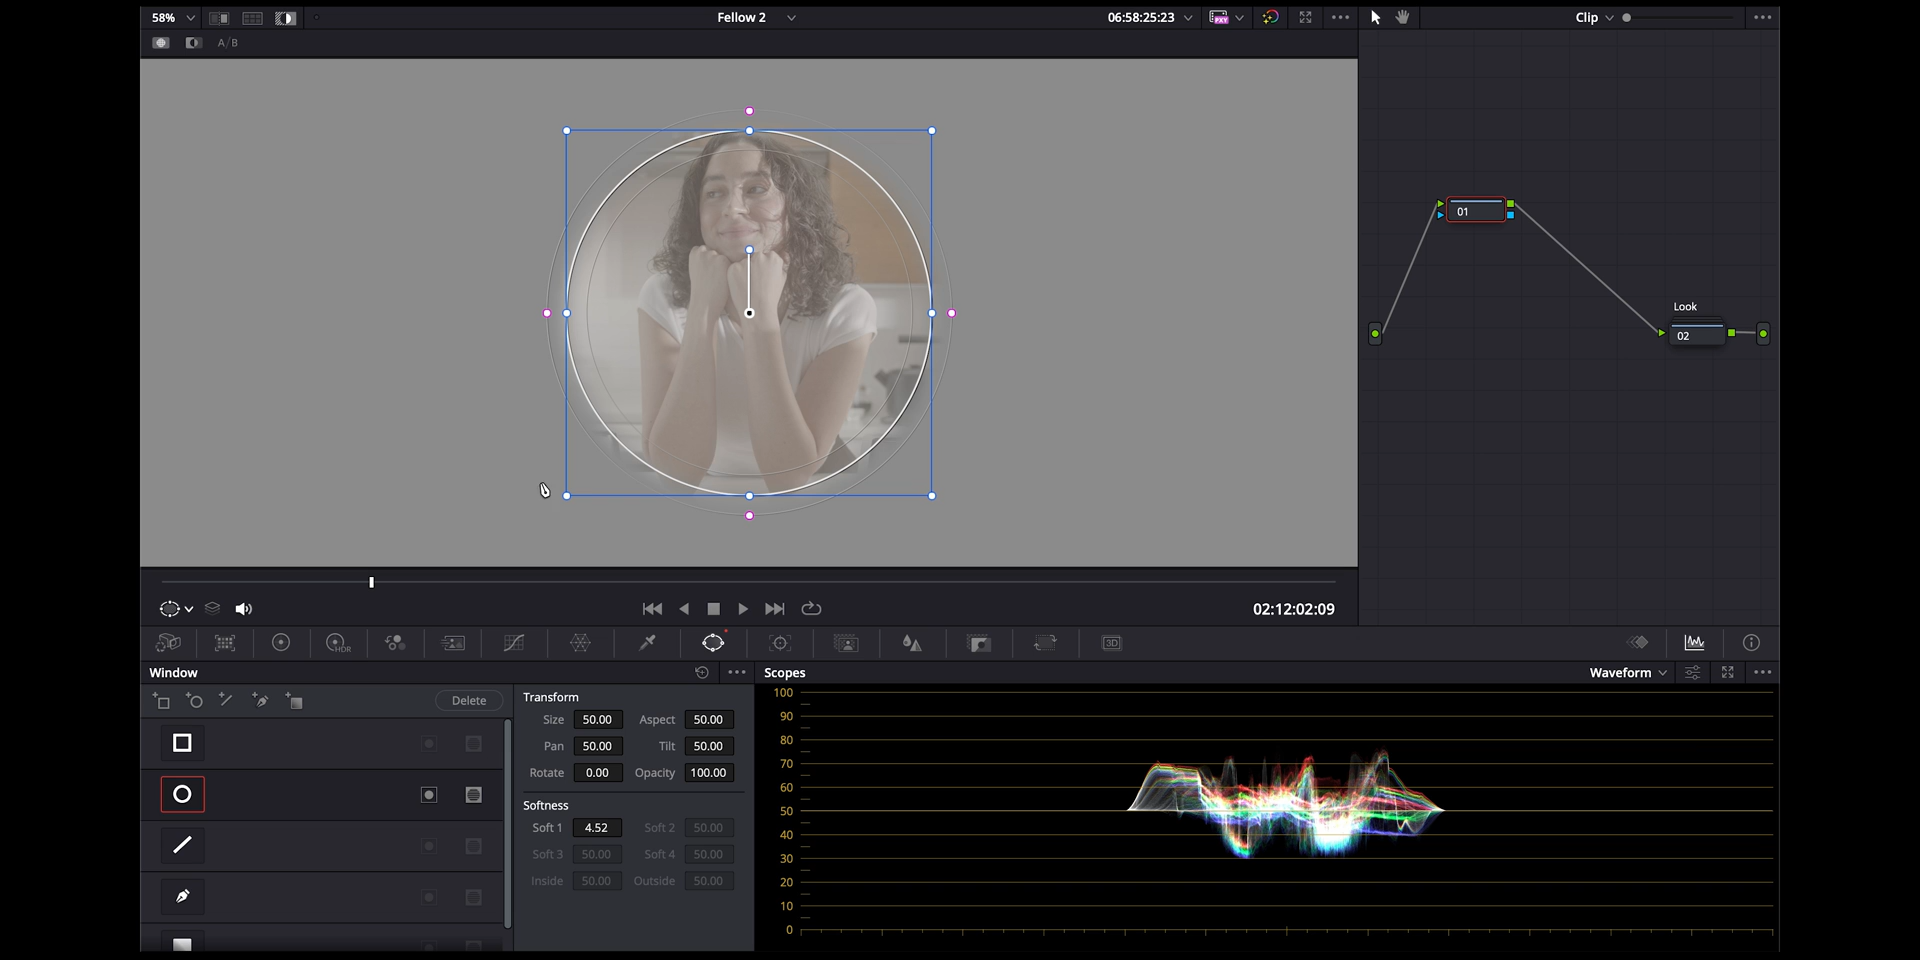 58%
Fellow 2
06:58:25:23
PXY
Clip
A/B
01
Look
02
02:12:02:09
HDR
3D
Window
Scopes
Waveform
Delete
Transform
Size 50.00 Aspect 50.00
Pan 50.00 Tilt 50.00
Rotate 0.00 Opacity 100.00
Softness
Soft 1 4.52 Soft 2 50.00
Soft 3 50.00 Soft 4 50.00
Inside 50.00 Outside 50.00
100
90
80
70
60
50
40
30
20
10
0